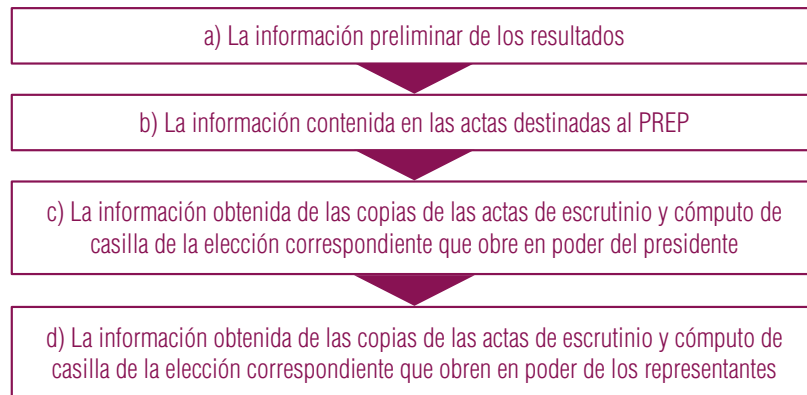 a) La información preliminar de los resultados
b) La información contenida en las actas destinadas al PREP
c) La información obtenida de las copias de las actas de escrutinio y cómputo de
casilla de la elección correspondiente que obre en poder del presidente
d) La información obtenida de las copias de las actas de escrutinio y cómputo de
casilla de la elección correspondiente que obren en poder de los representantes